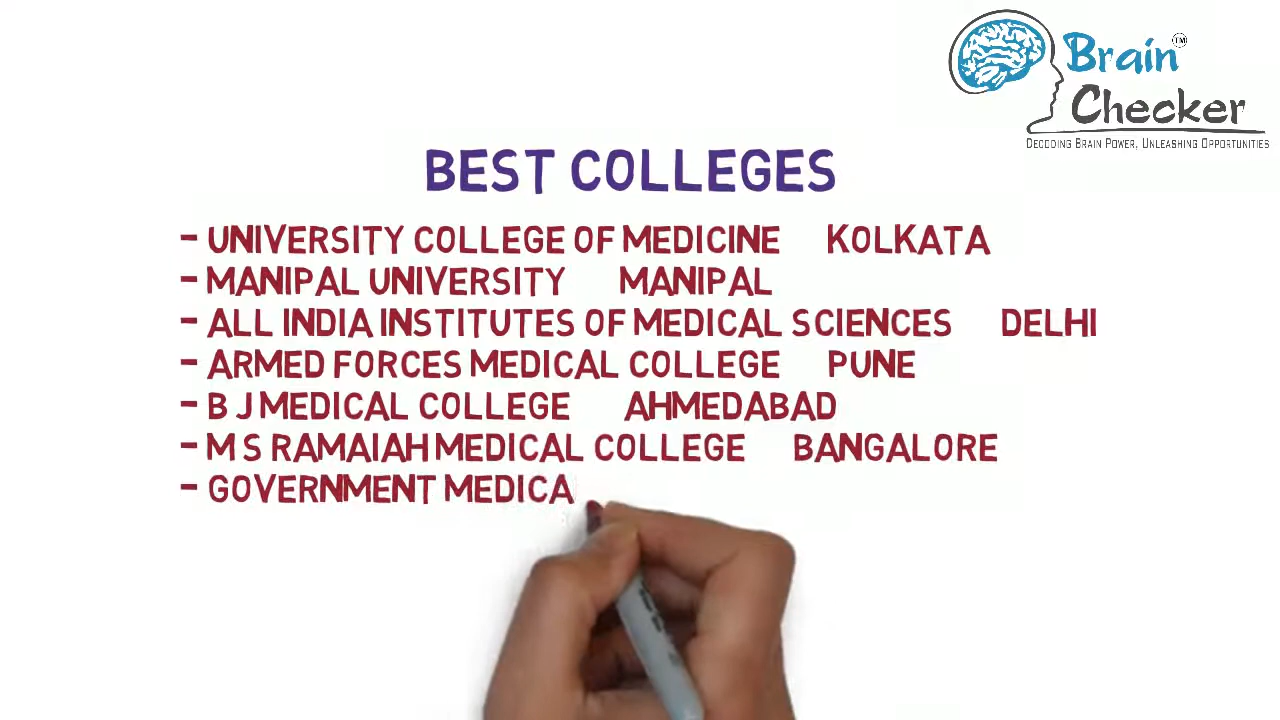 Brain TM
Checker
Decoding Brain Power, Unleashing Opportunities
BEST COLLEGES
- UNIVERSITY COLLEGE OF MEDICINE KOLKATA
- MANIPAL UNIVERSITY MANIPAL
- ALL INDIA INSTITUTES OF MEDICAL SCIENCES DELHI
- ARMED FORCES MEDICAL COLLEGE PUNE
- B J MEDICAL COLLEGE AHMEDABAD
- M S RAMAIAH MEDICAL COLLEGE BANGALORE
- GOVERNMENT MEDICA